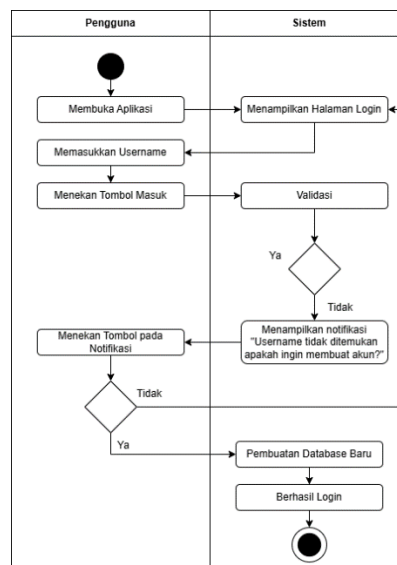 Pengguna
Sistem
Membuka Aplikasi
Menampilkan Halaman Login
Memasukkan Username
Menekan Tombol Masuk
Validasi
Ya
Tidak
Menampilkan notifikasi
"Username tidak ditemukan
apakah ingin membuat akun?"
Menekan Tombol pada
Notifikasi
Tidak
Ya
Pembuatan Database Baru
Berhasil Login